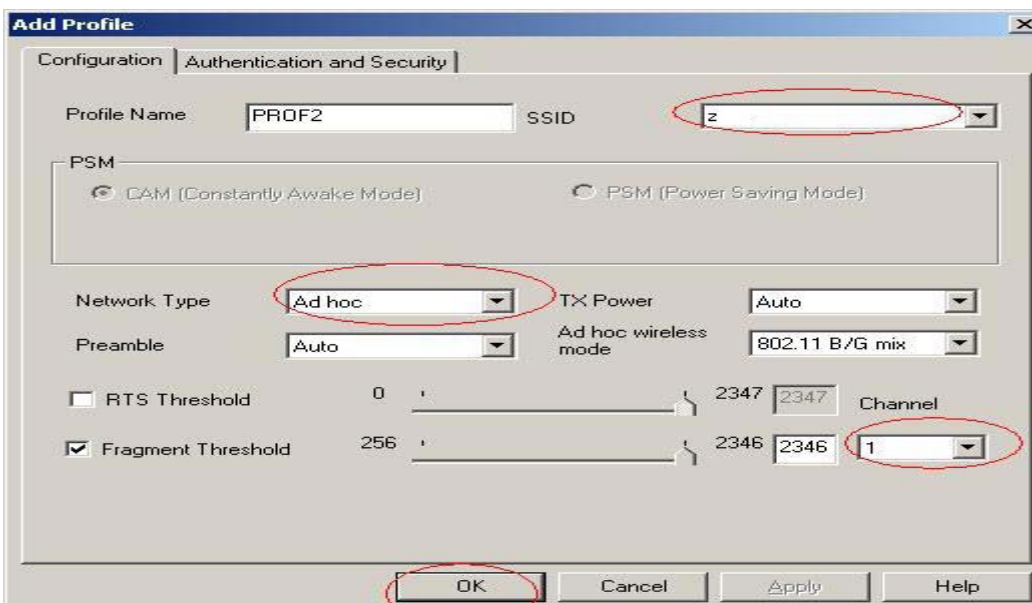 Add Profile
Configuration Authentication and Security
Profile Name PROF2 SSID z
PSM
CAM (Constantly Awake Mode) PSM (Power Saving Mode)
Network Type Ad hoc TX Power Auto
Preamble Auto Ad hoc wireless mode 802.11 B/G mix
RTS Threshold 0 2347 2347 Channel
Fragment Threshold 256 2346 2346 1
OK Cancel Apply Help